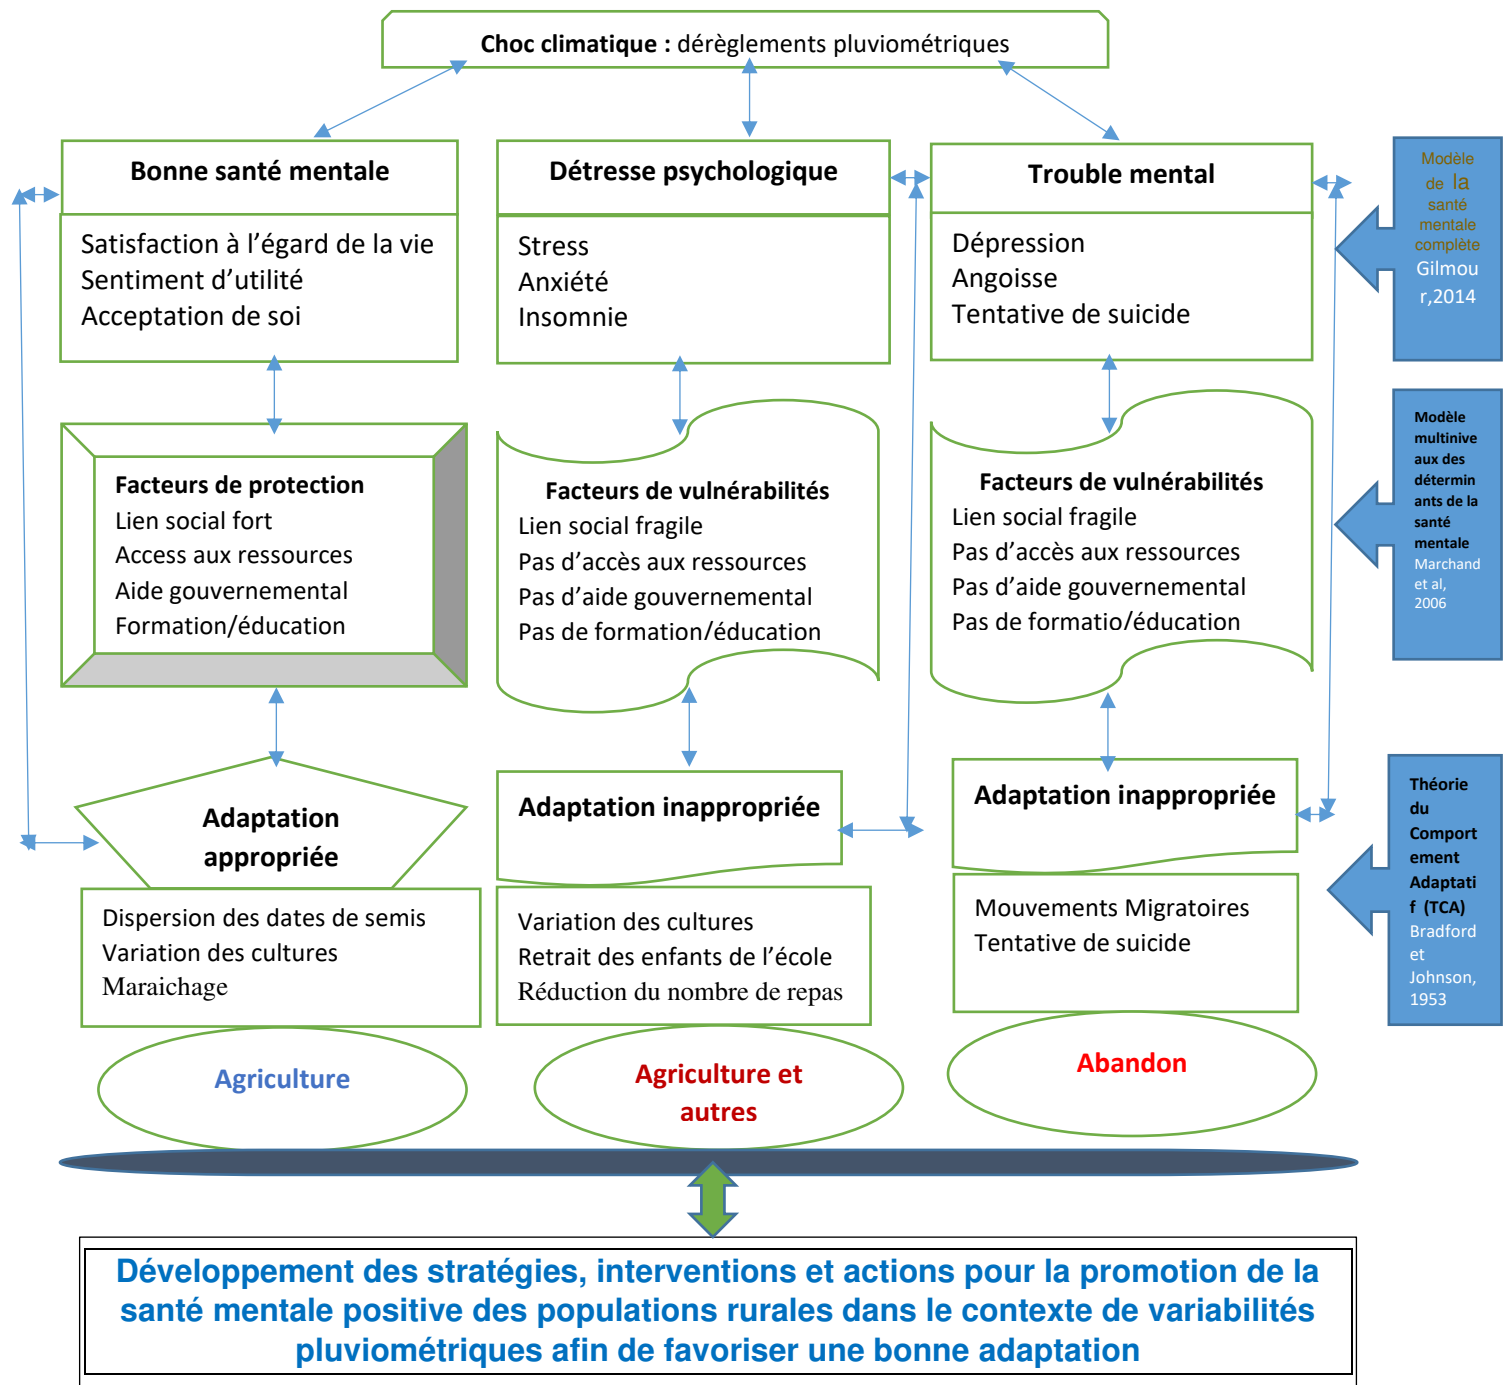 Choc climatique : dérèglements pluviométriques
Bonne santé mentale
Satisfaction à l’égard de la vie
Sentiment d’utilité
Acceptation de soi
Détresse psychologique
Stress
Anxiété
Insomnie
Trouble mental
Dépression
Angoisse
Tentative de suicide
Modèle
de la
santé
mentale
complète
Gilmou
r,2014
Facteurs de protection
Lien social fort
Access aux ressources
Aide gouvernemental
Formation/éducation
Facteurs de vulnérabilités
Lien social fragile
Pas d’accès aux ressources
Pas d’aide gouvernemental
Pas de formation/éducation
Facteurs de vulnérabilités
Lien social fragile
Pas d’accès aux ressources
Pas d’aide gouvernemental
Pas de formatio/éducation
Modèle
multinive
aux des
détermin
ants de la
santé
mentale
Marchand
et al,
2006
Adaptation
appropriée
Dispersion des dates de semis
Variation des cultures
Maraichage
Adaptation inappropriée
Variation des cultures
Retrait des enfants de l’école
Réduction du nombre de repas
Adaptation inappropriée
Mouvements Migratoires
Tentative de suicide
Théorie
du
Comport
ement
Adaptati
f (TCA)
Bradford
et
Johnson,
1953
Agriculture
Agriculture et
autres
Abandon
Développement des stratégies, interventions et actions pour la promotion de la
santé mentale positive des populations rurales dans le contexte de variabilités
pluviométriques afin de favoriser une bonne adaptation